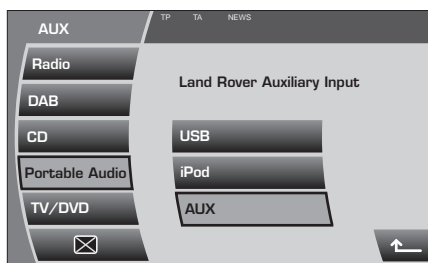 AUX
TP TA NEWS
Radio
DAB
CD
Portable Audio
TV/DVD
Land Rover Auxiliary Input
USB
iPod
AUX